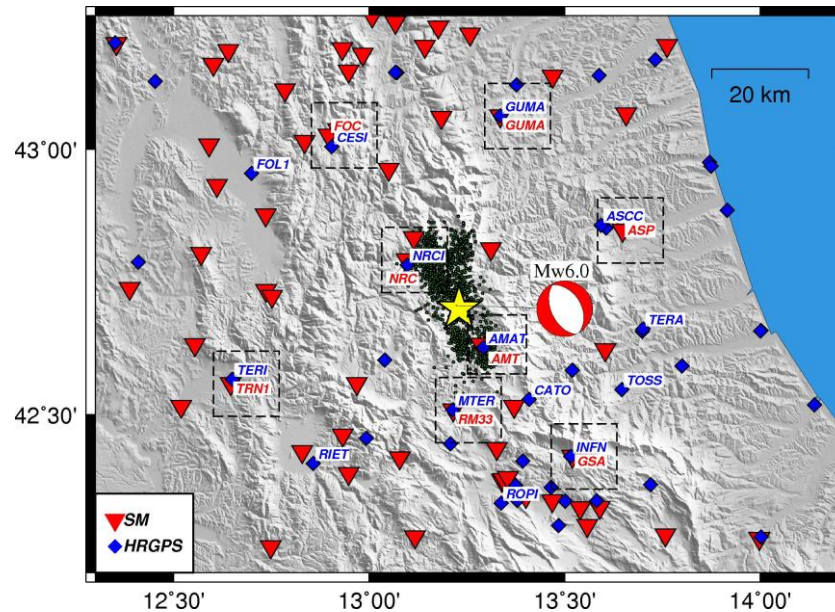 20 km
GUMA
GUMA
FOC
CESI
43°00'
FOL1
ASCC
ASP
NRCI
NRC
Mw6.0
TERA
AMAT
AMT
TERI
TRN1
TOSS
CATO
MTER
RM33
42°30'
INFN
GSA
RIET
ROPI
SM
HRGPS
12°30' 13°00' 13°30' 14°00'